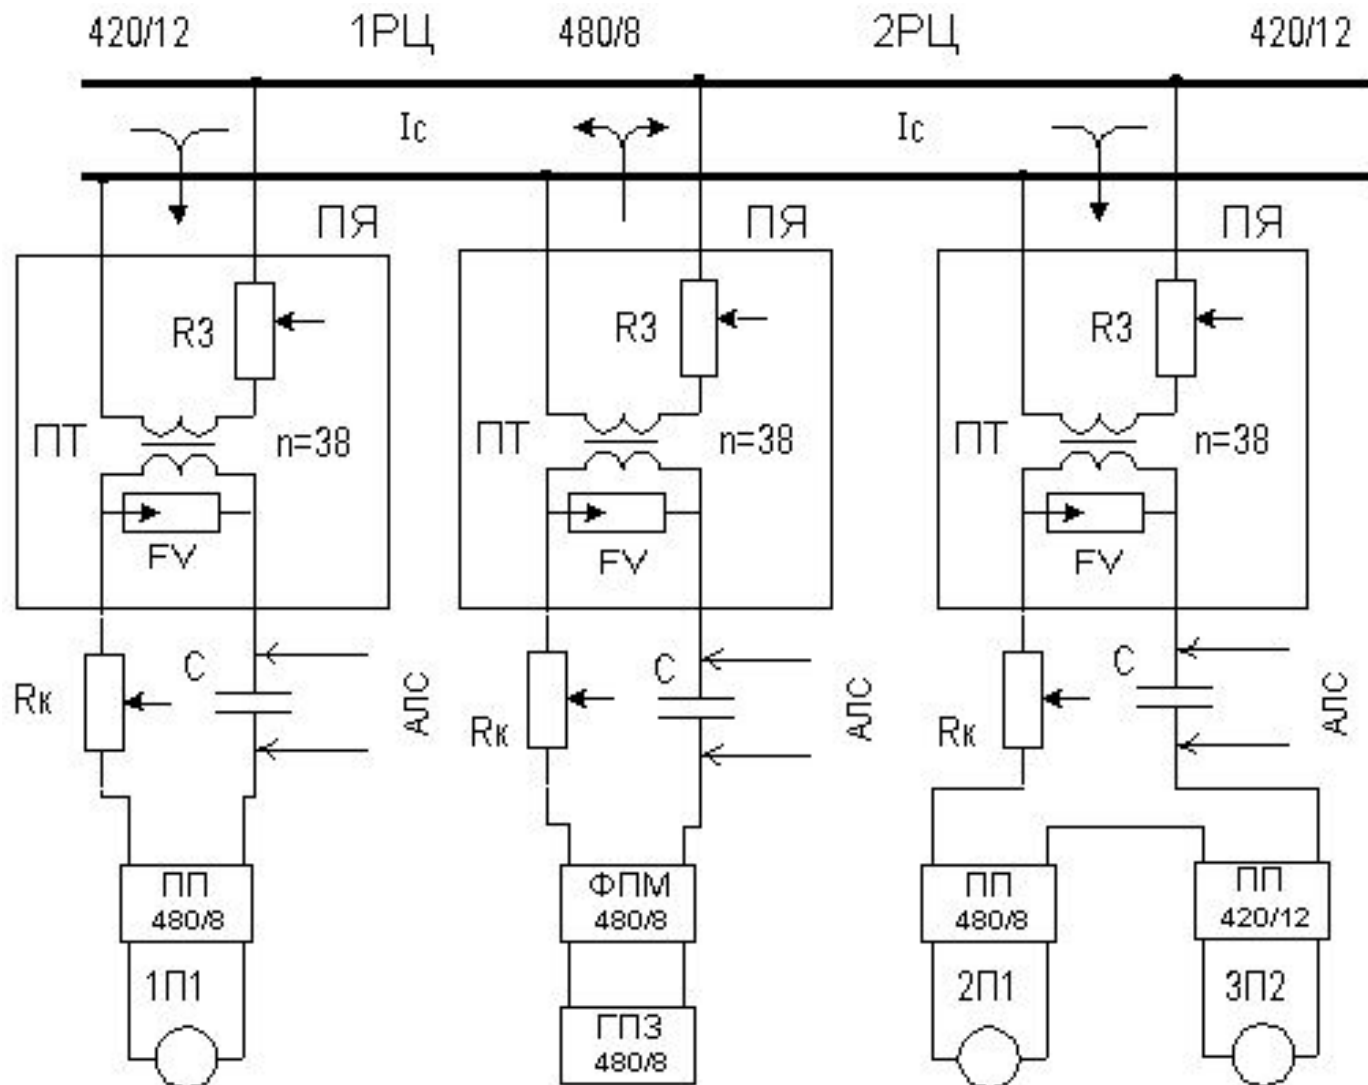 420/12 1РЦ 480/8 2РЦ 420/12
Iс Iс
ПЯ ПЯ ПЯ
R3 R3 R3
ПТ n=38 ПТ n=38 ПТ n=38
FV FV FV
Rк С АЛС Rк С АЛС Rк С АЛС
ПП ФПМ ПП ПП
480/8 480/8 480/8 420/12
1П1 2П1 3П2
ГПЗ
480/8